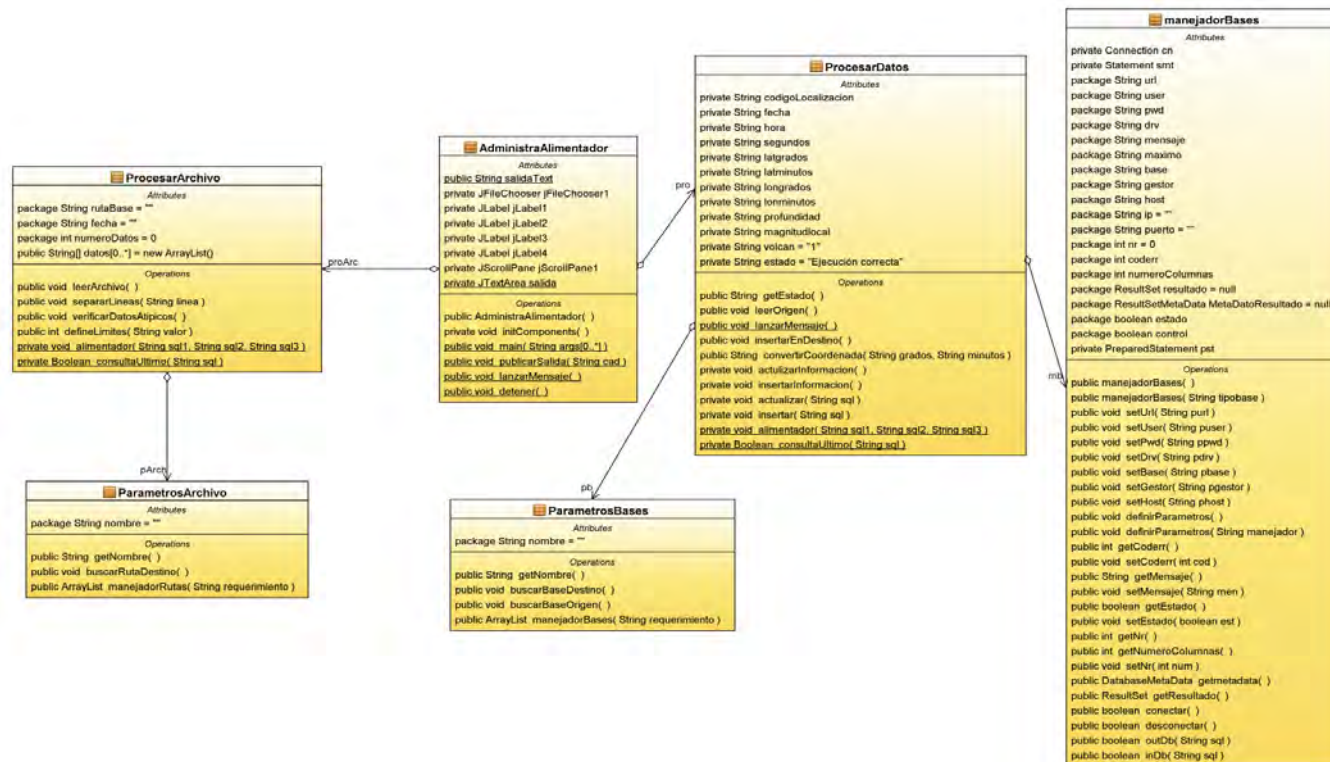 ProcesarArchivo
Attributes
package String rutaBase = ""
package String fecha = ""
package int numeroDatos = 0
public String[] datos[0..*] = new ArrayList()
Operations
public void leerArchivo( )
public void separarLineas( String linea )
public void verificarDatosAtipicos( )
public int defineLimites( String valor )
private void alimentador( String sql1, String sql2, String sql3 )
private Boolean consultaUltimo( String sql )
pArch
ParametrosArchivo
Attributes
package String nombre = ""
Operations
public String getNombre( )
public void buscarRutaDestino( )
public ArrayList manejadorRutas( String requerimiento )
proArc
AdministraAlimentador
Attributes
public String salidaText
private JFileChooser jFileChooser1
private JLabel jLabel1
private JLabel jLabel2
private JLabel jLabel3
private JLabel jLabel4
private JScrollPane jScrollPane1
private JTextArea salida
Operations
public AdministraAlimentador( )
private void initComponents( )
public void main( String args[0..*] )
public void publicarSalida( String cad )
public void lanzarMensaje( )
public void detener( )
pro
ProcesarDatos
Attributes
private String codigoLocalizacion
private String fecha
private String hora
private String segundos
private String latgrados
private String latminutos
private String longrados
private String lonrminutos
private String profundidad
private String magnitudlocal
private String volcan = "1"
private String estado = "Ejecución correcta"
Operations
public String getEstado( )
public void leerOrigen( )
public void lanzarMensaje( )
public void insertarEnDestino( )
public String convertirCoordenada( String grados, String minutos )
private void actulizarInformacion( )
private void insertarInformacion( )
private void actualizar( String sql )
private void insertar( String sql )
private void alimentador( String sql1, String sql2, String sql3 )
private Boolean consultaUltimo( String sql )
pb
ParametrosBases
Attributes
package String nombre = ""
Operations
public String getNombre( )
public void buscarBaseDestino( )
public void buscarBaseOrigen( )
public ArrayList manejadorBases( String requerimiento )
mb
manejadorBases
Attributes
private Connection cn
private Statement smt
package String url
package String user
package String pwd
package String drv
package String mensaje
package String maximo
package String base
package String gestor
package String host
package String ip = ""
package String puerto = ""
package int nr = 0
package int coderr
package int numeroColumnas
package ResultSet resultado = null
package ResultSetMetaData MetaDatoResultado = null
package boolean estado
package boolean control
private PreparedStatement pst
Operations
public manejadorBases( )
public manejadorBases( String tipobase )
public void setUrl( String purl )
public void setUser( String puser )
public void setPwd( String ppwd )
public void setDrv( String pdrv )
public void setBase( String pbase )
public void setGestor( String pgestor )
public void setHost( String phost )
public void definirParametros( )
public void definirParametros( String manejador )
public int getCoderr( )
public void setCoderr( int cod )
public String getMensaje( )
public void setMensaje( String men )
public boolean getEstado( )
public void setEstado( boolean est )
public int getNr( )
public int getNumeroColumnas( )
public void setNr( int num )
public DatabaseMetaData getmetadata( )
public ResultSet getResultado( )
public boolean conectar( )
public boolean desconectar( )
public boolean outDb( String sql )
public boolean inDb( String sql )